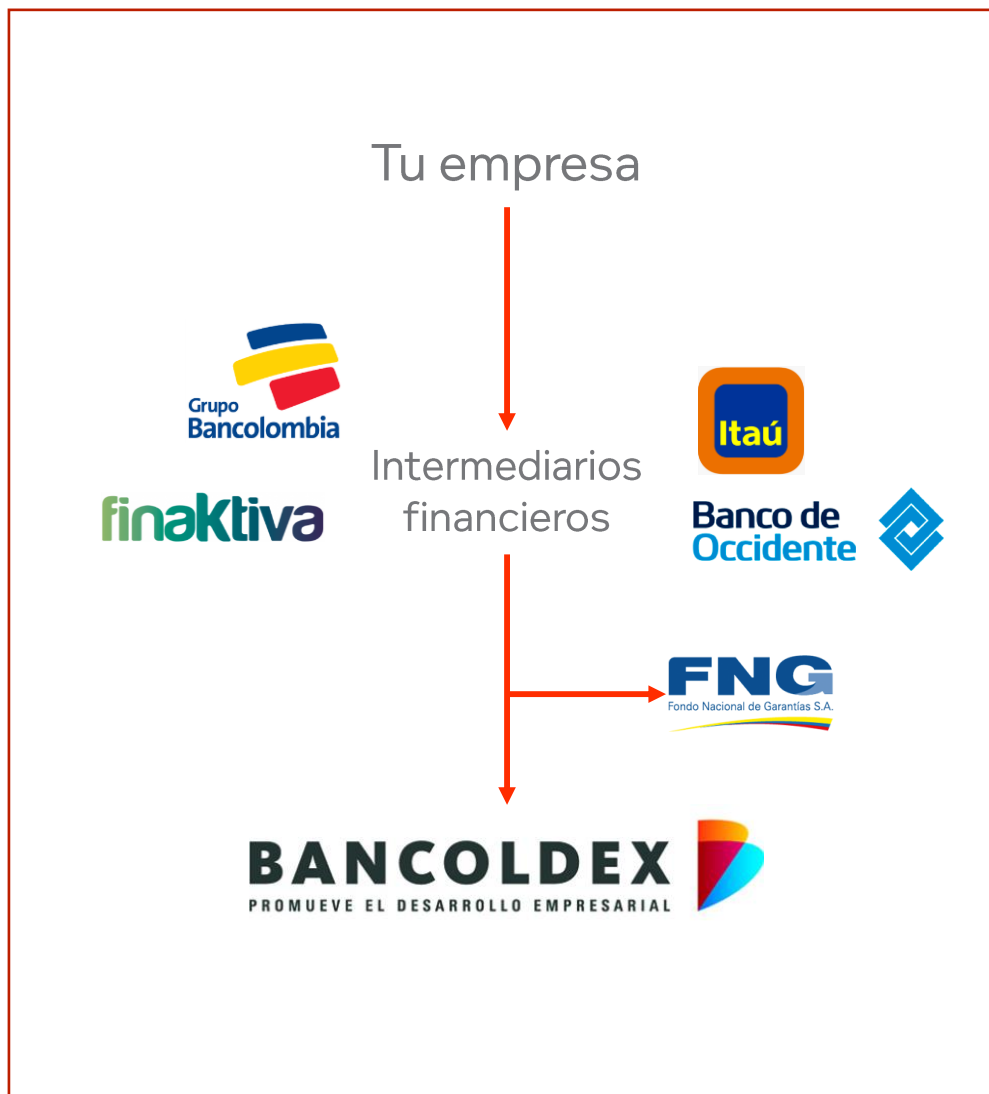 Tu empresa
Grupo
Bancolombia
Itaú
Intermediarios
financieros
finaktiva
Banco de
Occidente
FNG
Fondo Nacional de Garantías S.A.
BANCOLDEX
PROMUEVE EL DESARROLLO EMPRESARIAL